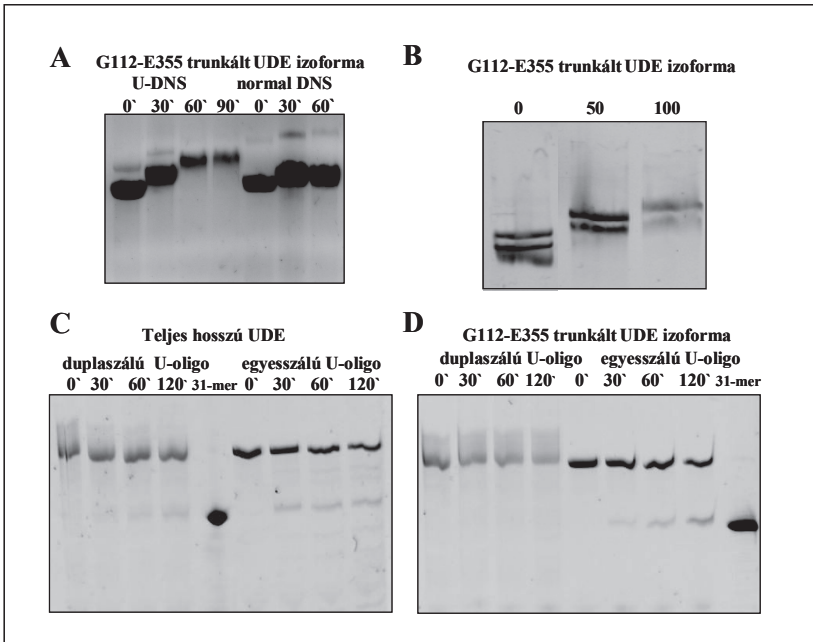 A
G112-E355 trunkált UDE izoforma
U-DNS normal DNS
0` 30` 60` 90` 0` 30` 60`
B
G112-E355 trunkált UDE izoforma
0 50 100
C
Teljes hosszú UDE
duplaszálú U-oligo egyesszálú U-oligo
0` 30` 60` 120` 31-mer 0` 30` 60` 120`
D
G112-E355 trunkált UDE izoforma
duplaszálú U-oligo egyesszálú U-oligo
0` 30` 60` 120` 0` 30` 60` 120` 31-mer